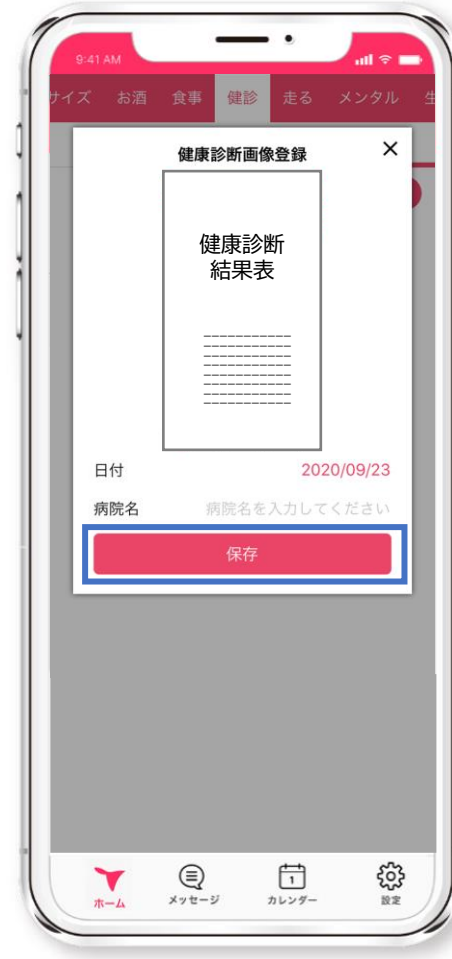 9:41 AM
サイズ お酒 食事 健診 走る メンタル 生
健康診断画像登録 ×
健康診断
結果表
日付 2020/09/23
病院名 病院名を入力してください
保存
1
ホーム メッセージ カレンダー 設定